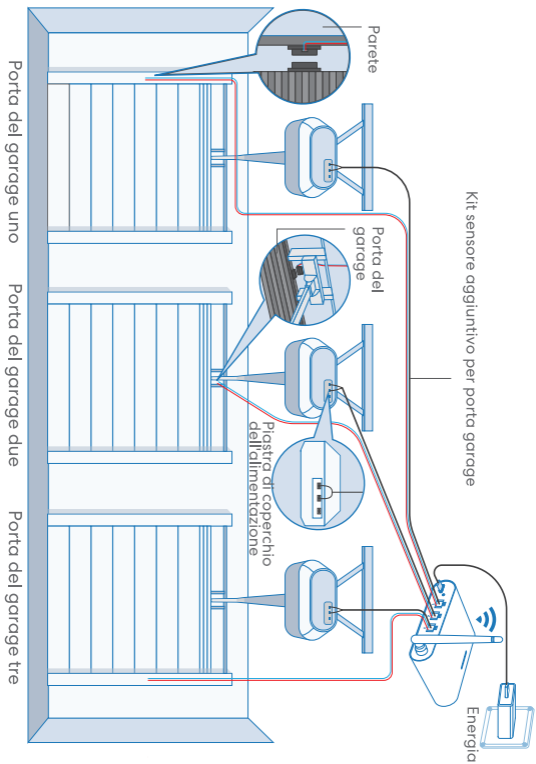 Parete
Kit sensore aggiuntivo per porta garage
Porta del
garage
Piastra di coperchio
dell'alimentazione
Energia
Porta del garage uno
Porta del garage due
Porta del garage tre